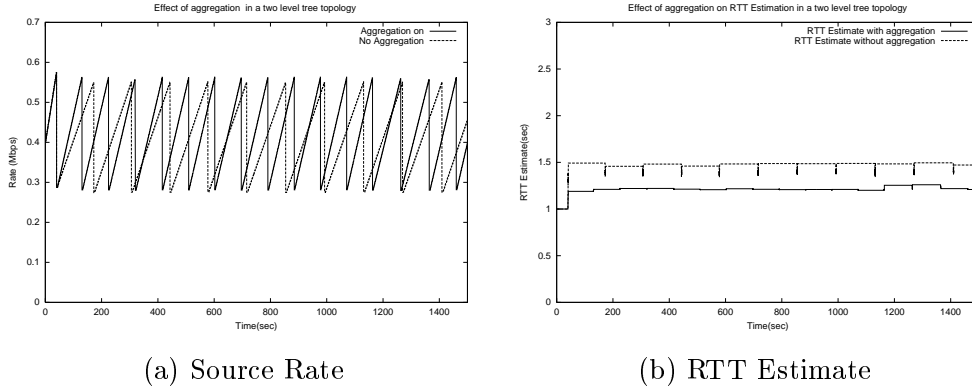 Effect of aggregation in a two level tree topology
Aggregation on
No Aggregation
0.7
0.6
0.5
0.4
0.3
0.2
0.1
0
Rate (Mbps)
0 200 400 600 800 1000 1200 1400
Time(sec)
(a) Source Rate
Effect of aggregation on RTT Estimation in a two level tree topology
RTT Estimate with aggregation
RTT Estimate without aggregation
3
2.5
2
1.5
1
0.5
0
RTT Estimate(sec)
0 200 400 600 800 1000 1200 1400
Time(sec)
(b) RTT Estimate